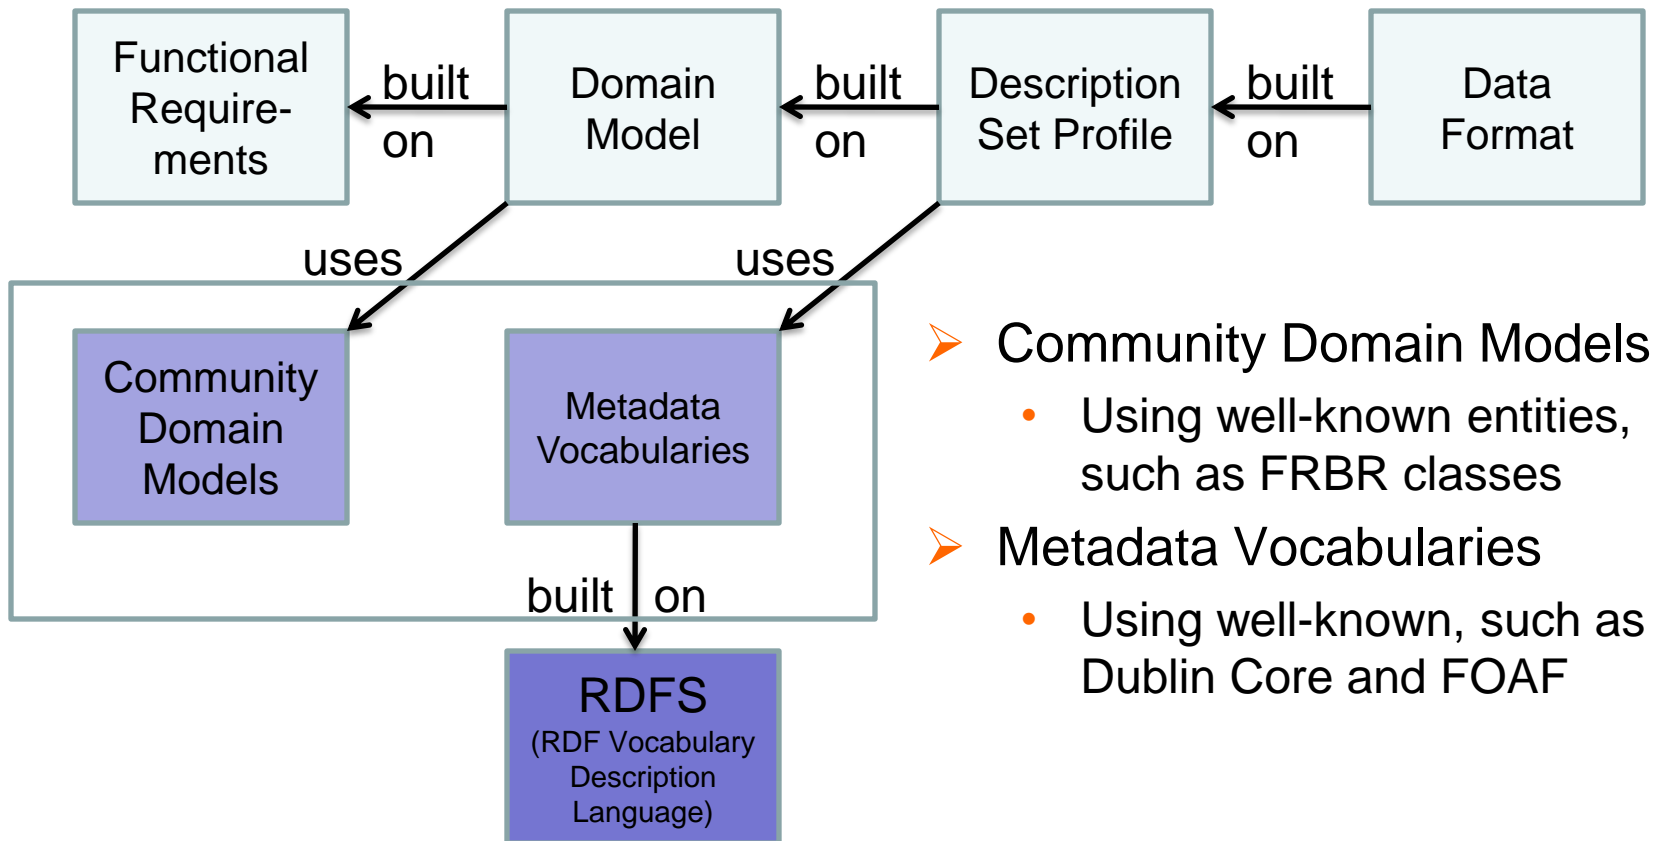 Functional
Require-
ments
built
on
Domain
Model
built
on
Description
Set Profile
built
on
Data
Format
uses
uses
Community
Domain
Models
Metadata
Vocabularies
built on
RDFS
(RDF Vocabulary
Description
Language)
➢ Community Domain Models
• Using well-known entities,
such as FRBR classes
➢ Metadata Vocabularies
• Using well-known, such as
Dublin Core and FOAF